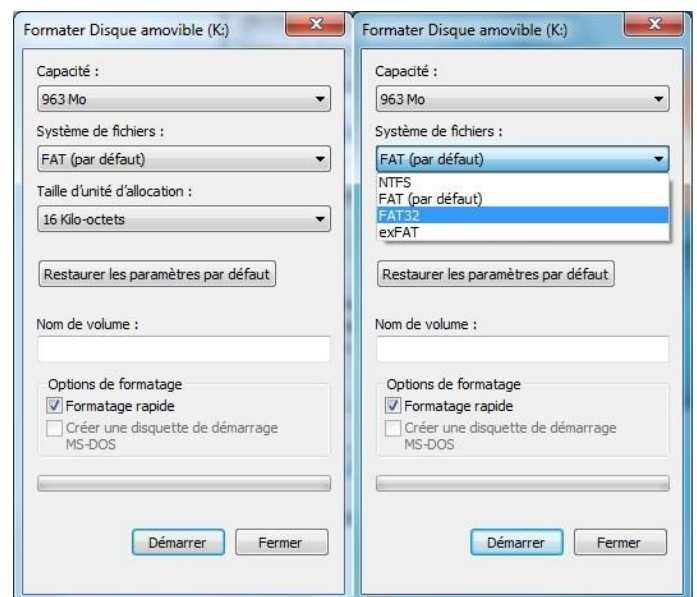 Formater Disque amovible (K:)
Capacité :
963 Mo
Système de fichiers :
FAT (par défaut)
Taille d'unité d'allocation :
16 Kilo-octets
Restaurer les paramètres par défaut
Nom de volume :
Options de formatage
Formatage rapide
Créer une disquette de démarrage
MS-DOS
Démarrer
Fermer
Formater Disque amovible (K:)
Capacité :
963 Mo
Système de fichiers :
FAT (par défaut)
NTFS
FAT (par défaut)
FAT32
exFAT
Restaurer les paramètres par défaut
Nom de volume :
Options de formatage
Formatage rapide
Créer une disquette de démarrage
MS-DOS
Démarrer
Fermer